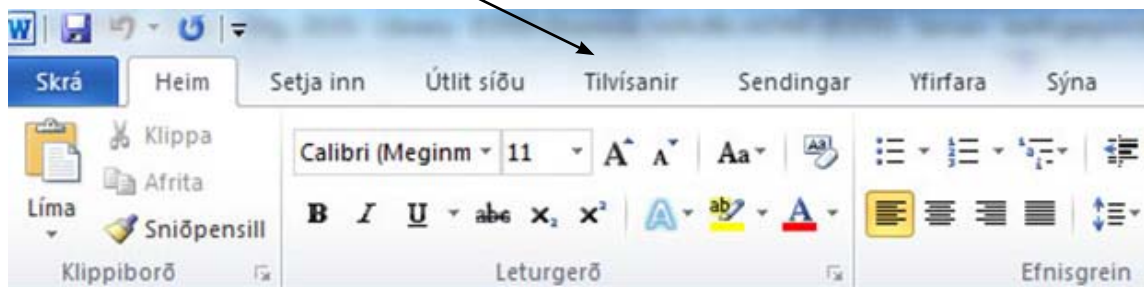 Skrá Heim Setja inn Útlit síðu Tilvísanir Sendingar Yfirfara Sýna
Klippa
Afrita
Líma
Sniðpensill
Klippiborð
Calibri (Meginm 11 A A Aa
B I U abc x₂ x² A ab A
Leturgerð
Efnisgrein